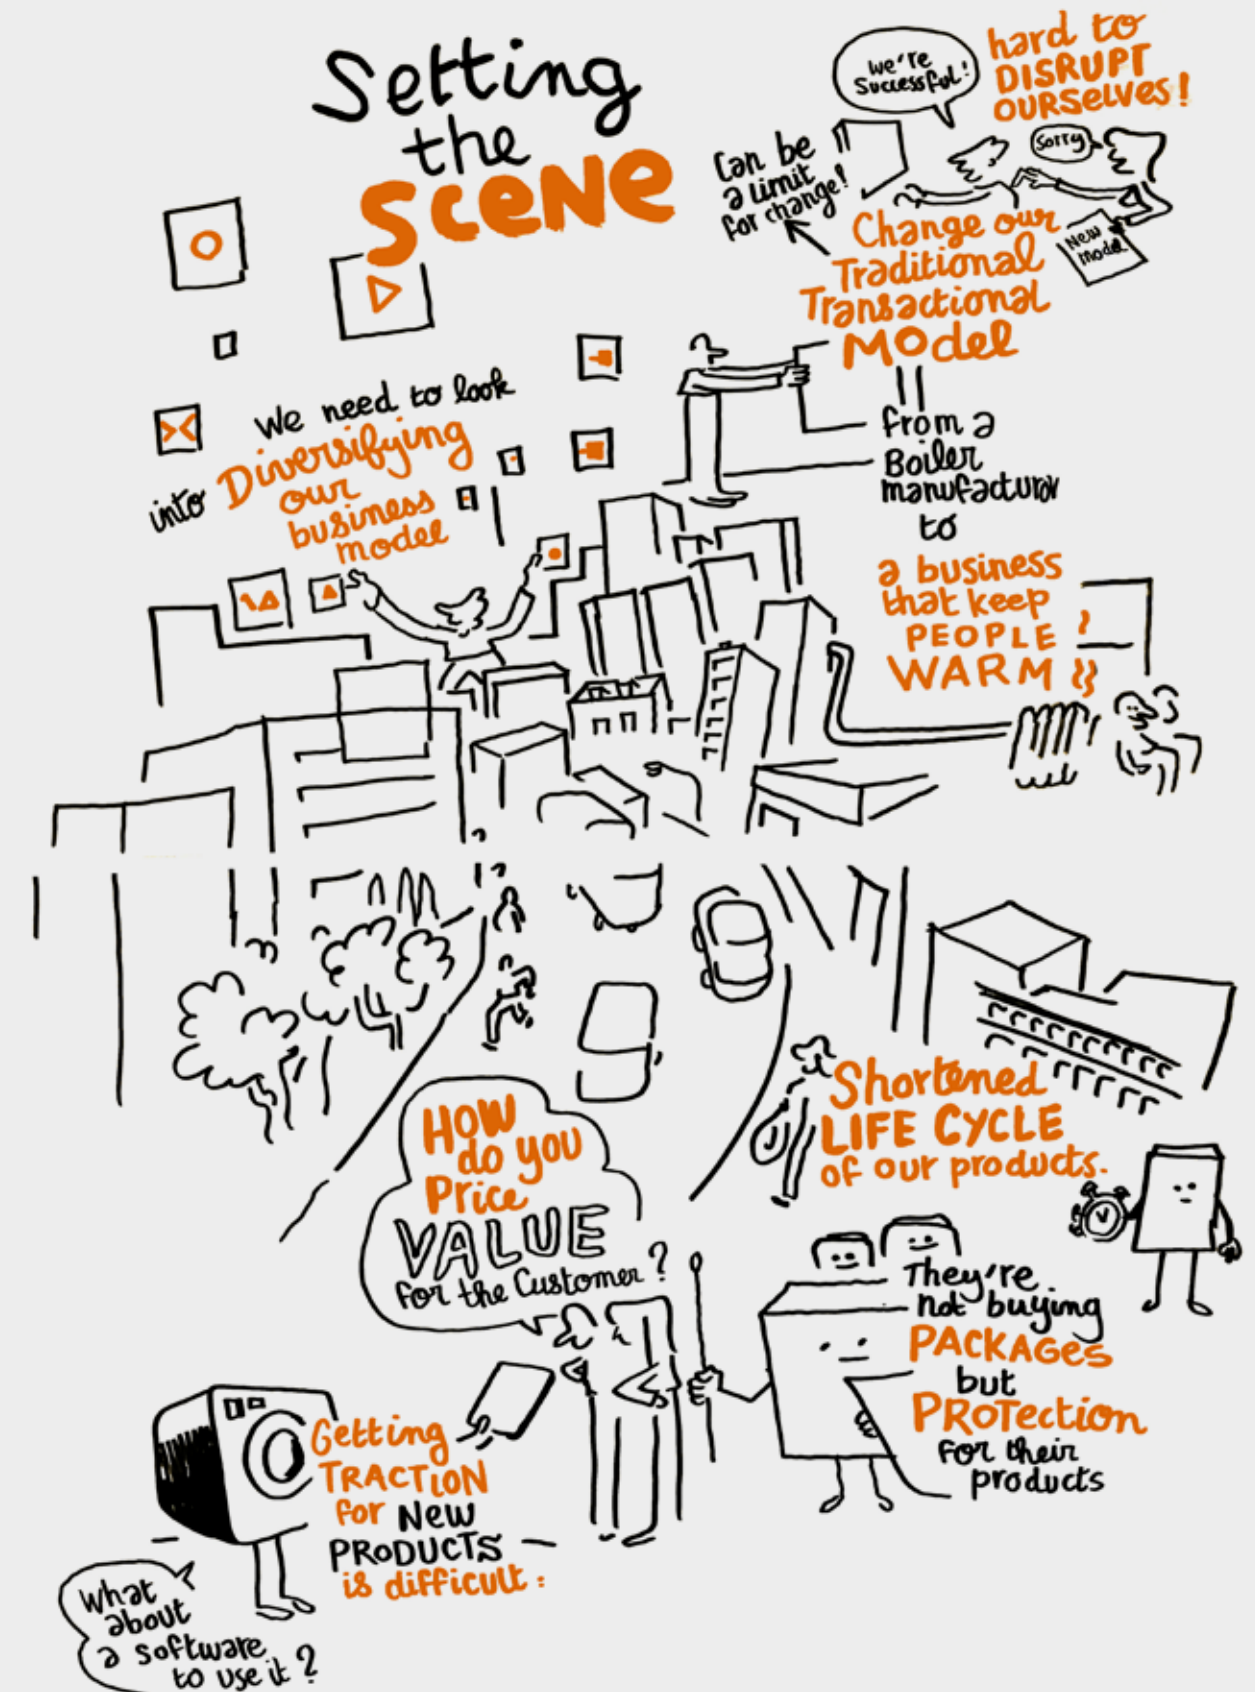 Setting
the
SCENE
We're
Successful!
hard to
DISRUPT
OURSELVES!
Sorry
Can be
a limit
for change!
New
model
Change our
Traditional
Transactional
MODEL
from a
Boiler
manufacturer
to
a business
that keep
PEOPLE
WARM
We need to look
into Diversifying
our
business
model
HOW
do you
Price
VALUE
for the Customer?
Shortened
LIFE CYCLE
of our products.
They're
not buying
PACKAGES
but
PROTECTION
for their
products
Getting
TRACTION
for NEW
PRODUCTS
is difficult:
What
about
a software
to use it?